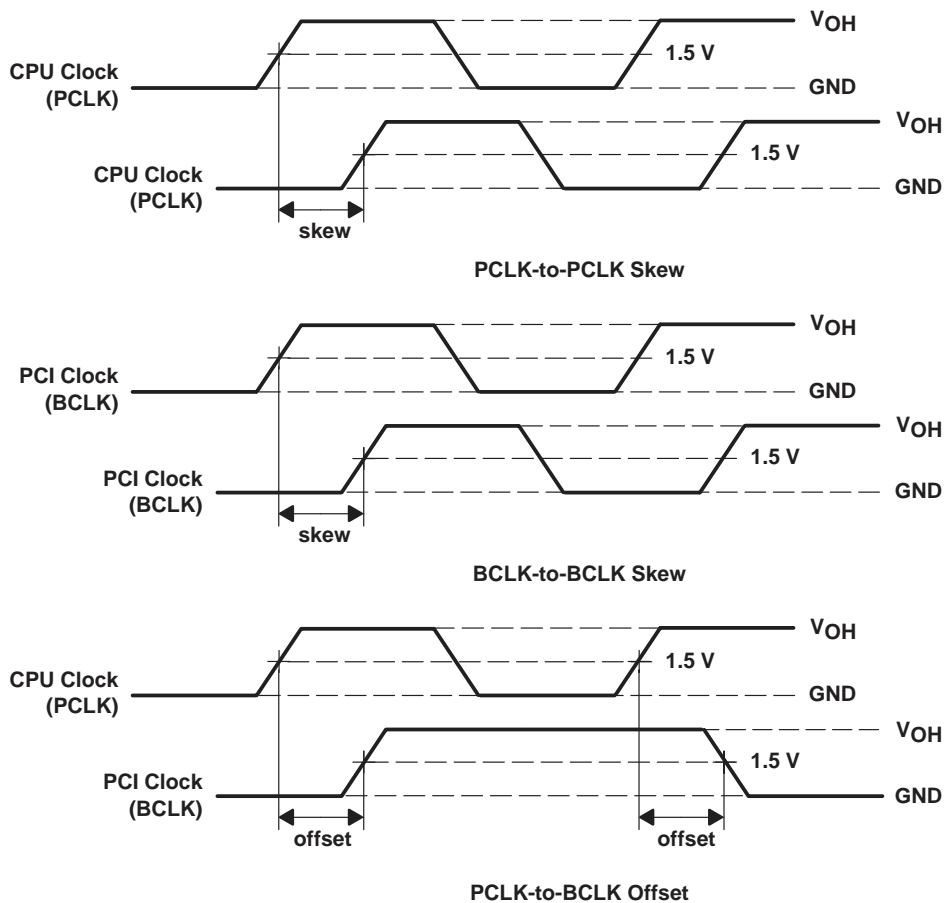 VOH
1.5 V
GND
CPU Clock
(PCLK)
VOH
1.5 V
GND
CPU Clock
(PCLK)
skew
PCLK-to-PCLK Skew
VOH
1.5 V
GND
PCI Clock
(BCLK)
VOH
1.5 V
GND
PCI Clock
(BCLK)
skew
BCLK-to-BCLK Skew
VOH
1.5 V
GND
CPU Clock
(PCLK)
VOH
1.5 V
GND
PCI Clock
(BCLK)
offset
offset
PCLK-to-BCLK Offset